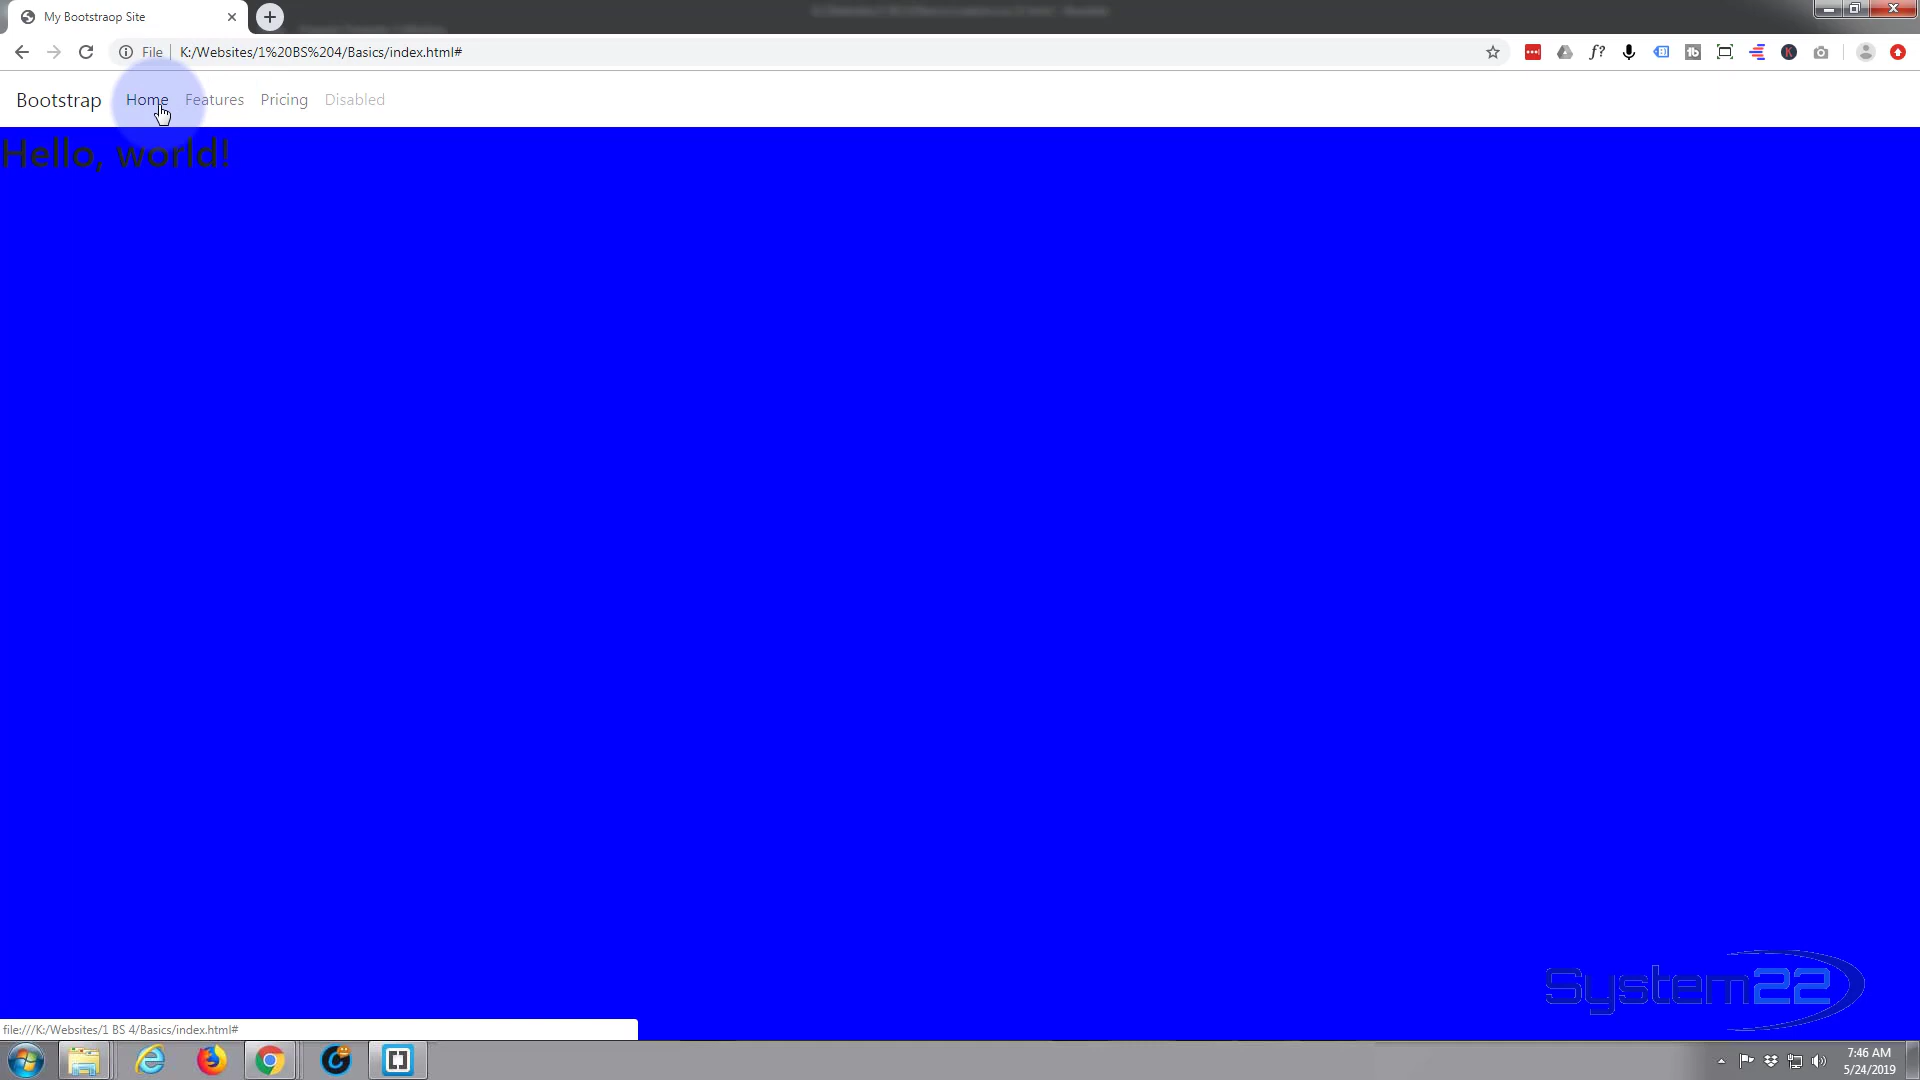 My Bootstraop Site
File
K:/Websites/1%20BS%204/Basics/index.html#
Bootstrap Home Features Pricing Disabled
Hello, world!
System22
file:///K:/Websites/1 BS 4/Basics/index.html#
7:46 AM
5/24/2019